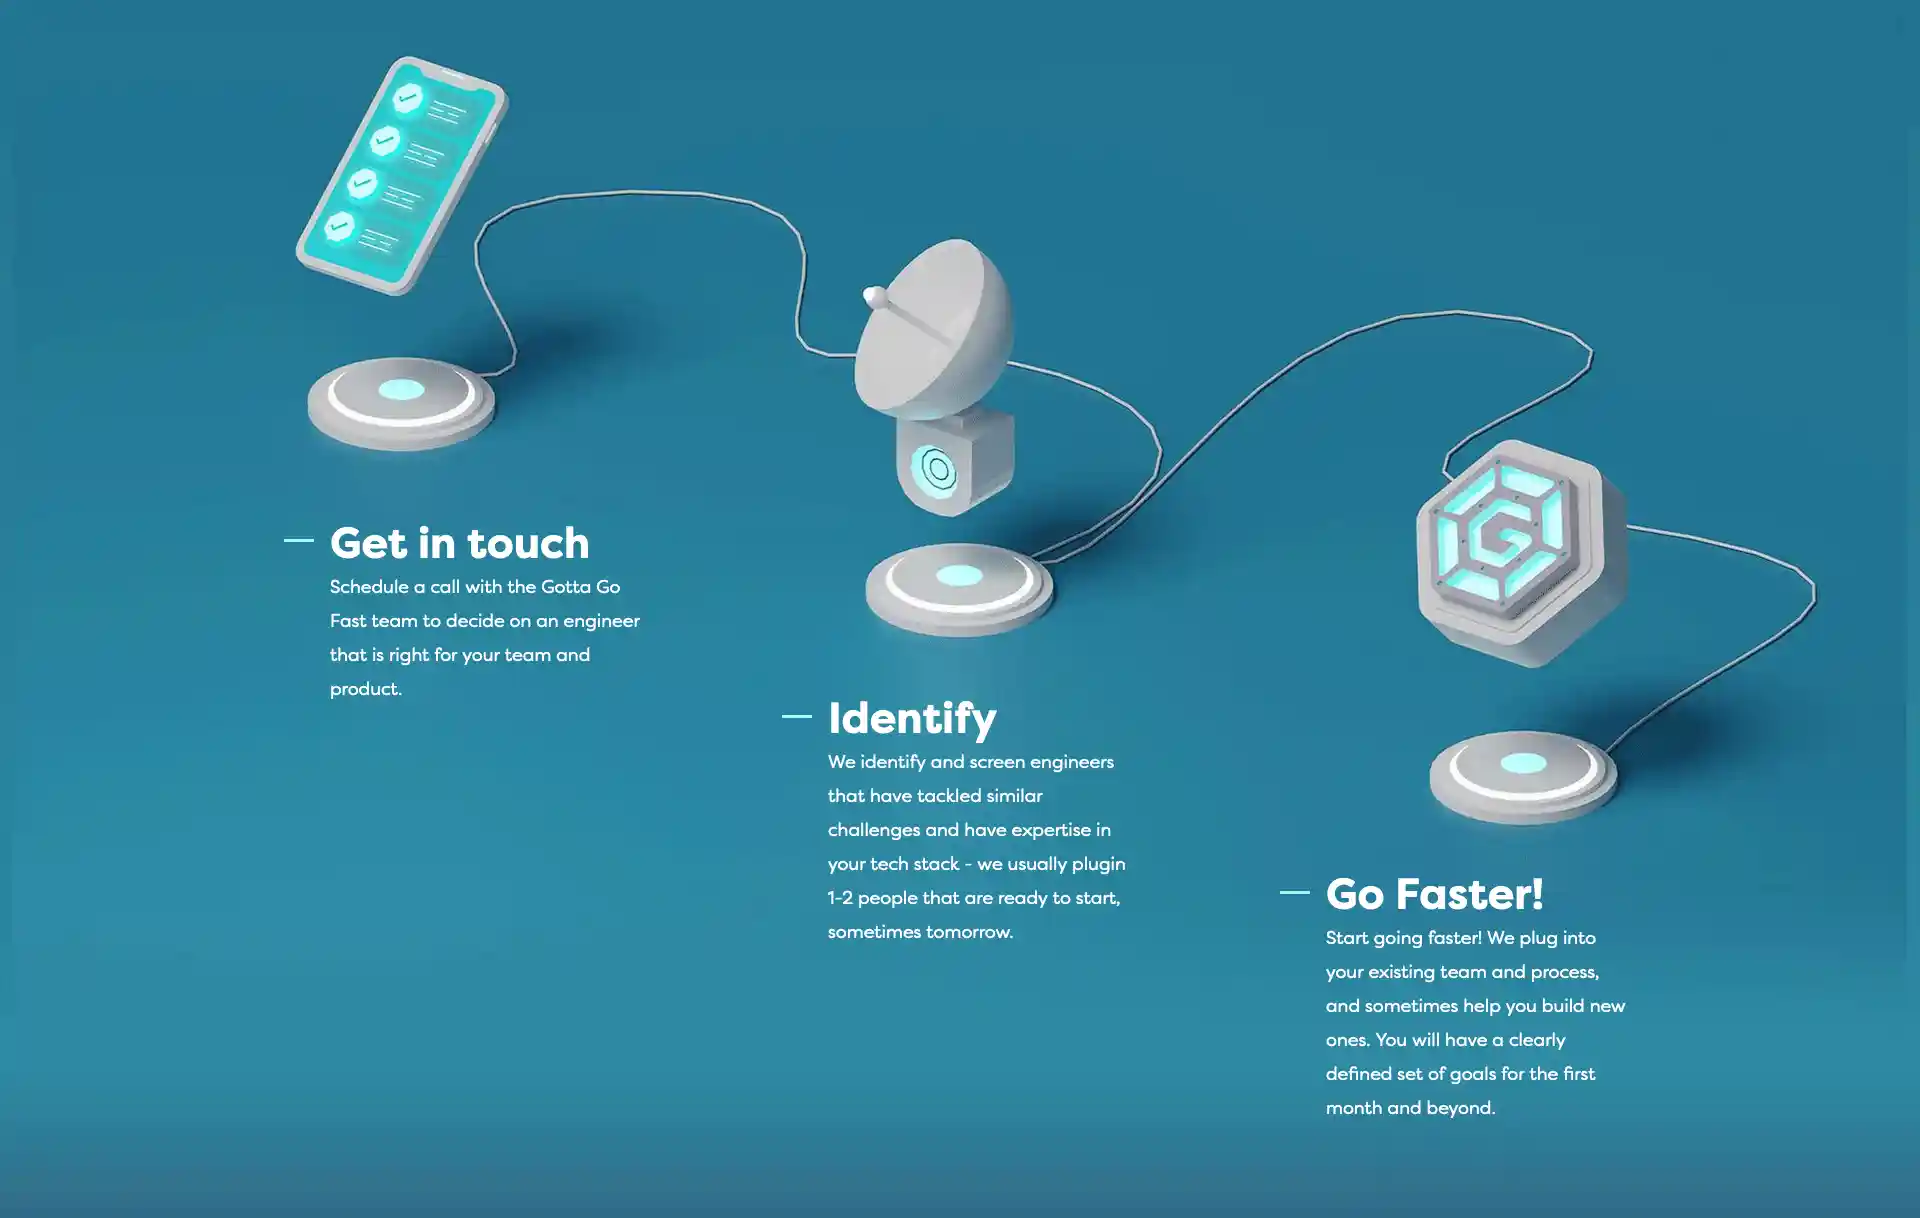 Get in touch
Schedule a call with the Gotta Go
Fast team to decide on an engineer
that is right for your team and
product.
Identify
We identify and screen engineers
that have tackled similar
challenges and have expertise in
your tech stack - we usually plugin
1-2 people that are ready to start,
sometimes tomorrow.
G
Go Faster!
Start going faster! We plug into
your existing team and process,
and sometimes help you build new
ones. You will have a clearly
defined set of goals for the first
month and beyond.